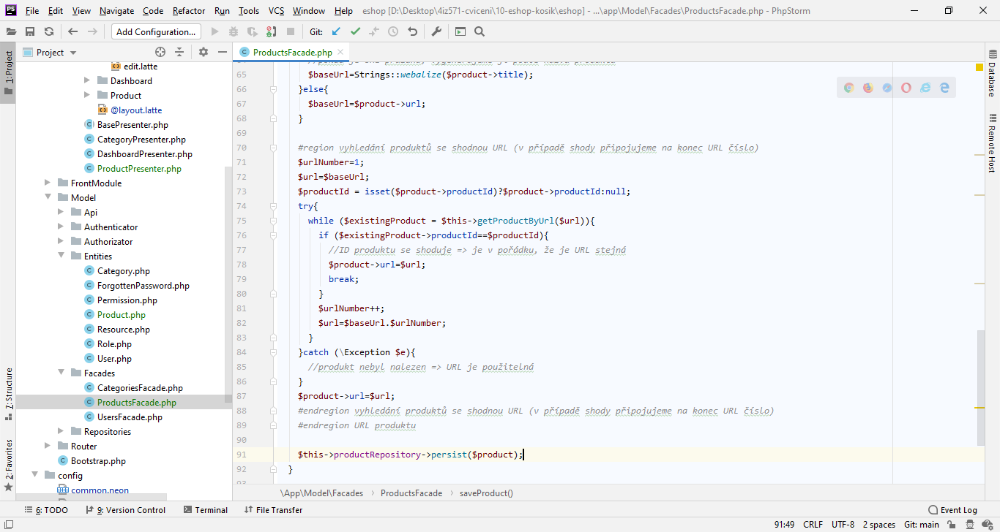 File Edit View Navigate Code Refactor Run Tools VCS Window Help eshop [D:\Desktop\4iz571-cviceni\10-eshop-kosik\eshop] - ...\app\Model\Facades\ProductsFacade.php - PhpStorm
Add Configuration... Git:
Project
ProductsFacade.php
1: Project
7: Structure
2: Favorites
edit.latte
Dashboard
Product
@layout.latte
BasePresenter.php
CategoryPresenter.php
DashboardPresenter.php
ProductPresenter.php
FrontModule
Model
Api
Authenticator
Authorizator
Entities
Category.php
ForgottenPassword.php
Permission.php
Product.php
Resource.php
Role.php
User.php
Facades
CategoriesFacade.php
ProductsFacade.php
UsersFacade.php
Repositories
Router
Bootstrap.php
config
common.neon
65 $baseUrl=Strings::webalize($product->title);
66 }else{
67 $baseUrl=$product->url;
68 }
69
70 #region vyhledání produktů se shodnou URL (v případě shody připojujeme na konec URL číslo)
71 $urlNumber=1;
72 $url=$baseUrl;
73 $productId = isset($product->productId)?$product->productId:null;
74 try{
75 while ($existingProduct = $this->getProductByUrl($url)){
76 if ($existingProduct->productId==$productId){
77 //ID produktu se shoduje => je v pořádku, že je URL stejná
78 $product->url=$url;
79 break;
80 }
81 $urlNumber++;
82 $url=$baseUrl.$urlNumber;
83 }
84 }catch (\Exception $e){
85 //produkt nebyl nalezen => URL je použitelná
86 }
87 $product->url=$url;
88 #endregion vyhledání produktů se shodnou URL (v případě shody připojujeme na konec URL číslo)
89 #endregion URL produktu
90
91 $this->productRepository->persist($product);
92 }
Database
Remote Host
\App\Model\Facades ProductsFacade saveProduct()
6: TODO 9: Version Control Terminal File Transfer Event Log
91:49 CRLF UTF-8 2 spaces Git: main